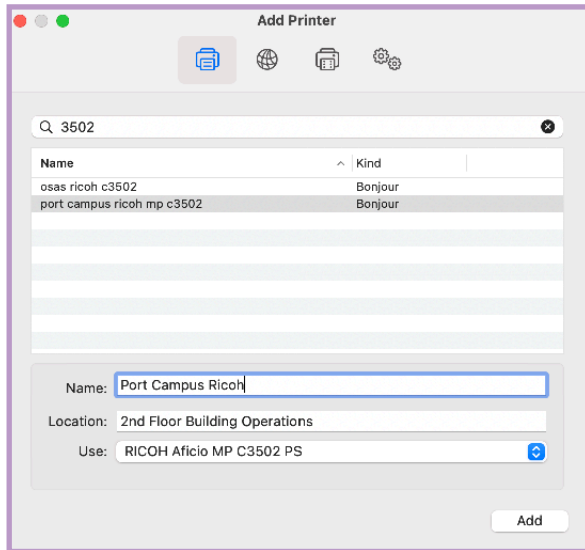 Add Printer
3502
Name Kind
osas ricoh c3502 Bonjour
port campus ricoh mp c3502 Bonjour
Name: Port Campus Ricoh
Location: 2nd Floor Building Operations
Use: RICOH Aficio MP C3502 PS
Add